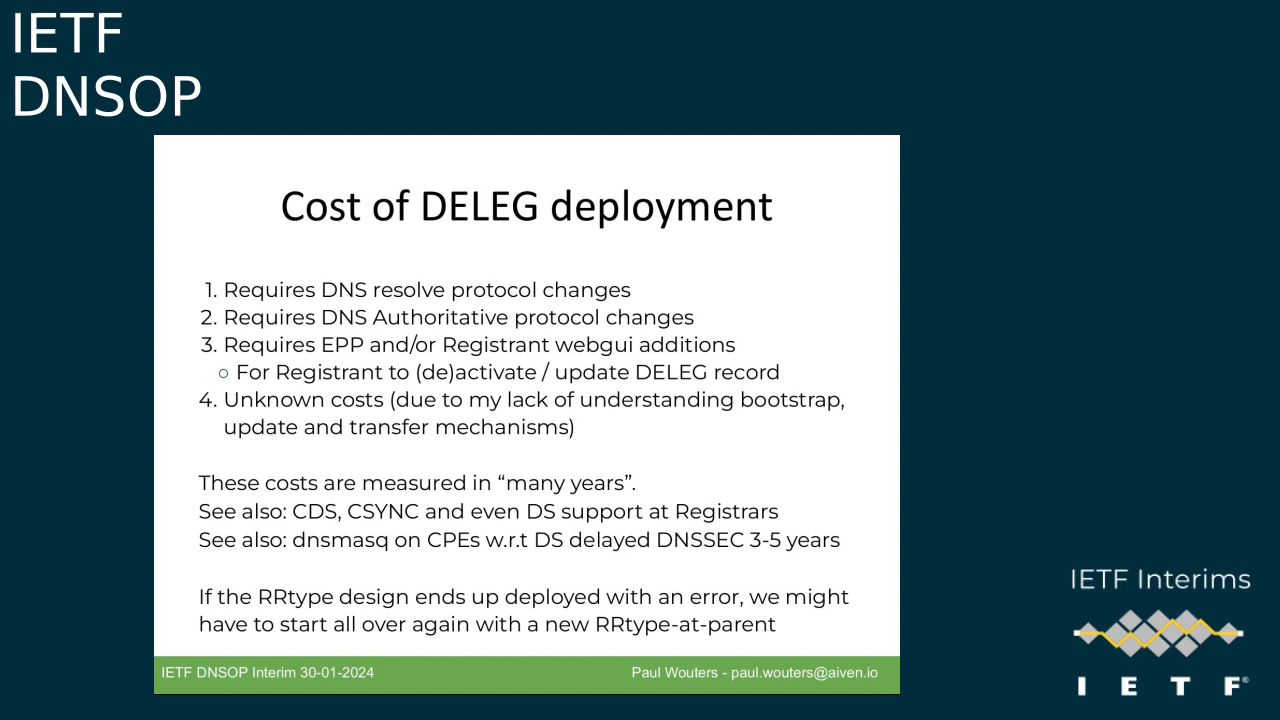 IETF
DNSOP
Cost of DELEG deployment
1. Requires DNS resolve protocol changes
2. Requires DNS Authoritative protocol changes
3. Requires EPP and/or Registrant webgui additions
○ For Registrant to (de)activate / update DELEG record
4. Unknown costs (due to my lack of understanding bootstrap,
update and transfer mechanisms)
These costs are measured in “many years”.
See also: CDS, CSYNC and even DS support at Registrars
See also: dnsmasq on CPEs w.r.t DS delayed DNSSEC 3-5 years
If the RRtype design ends up deployed with an error, we might
have to start all over again with a new RRtype-at-parent
IETF DNSOP Interim 30-01-2024
Paul Wouters - paul.wouters@aiven.io
IETF Interims
I E T F®